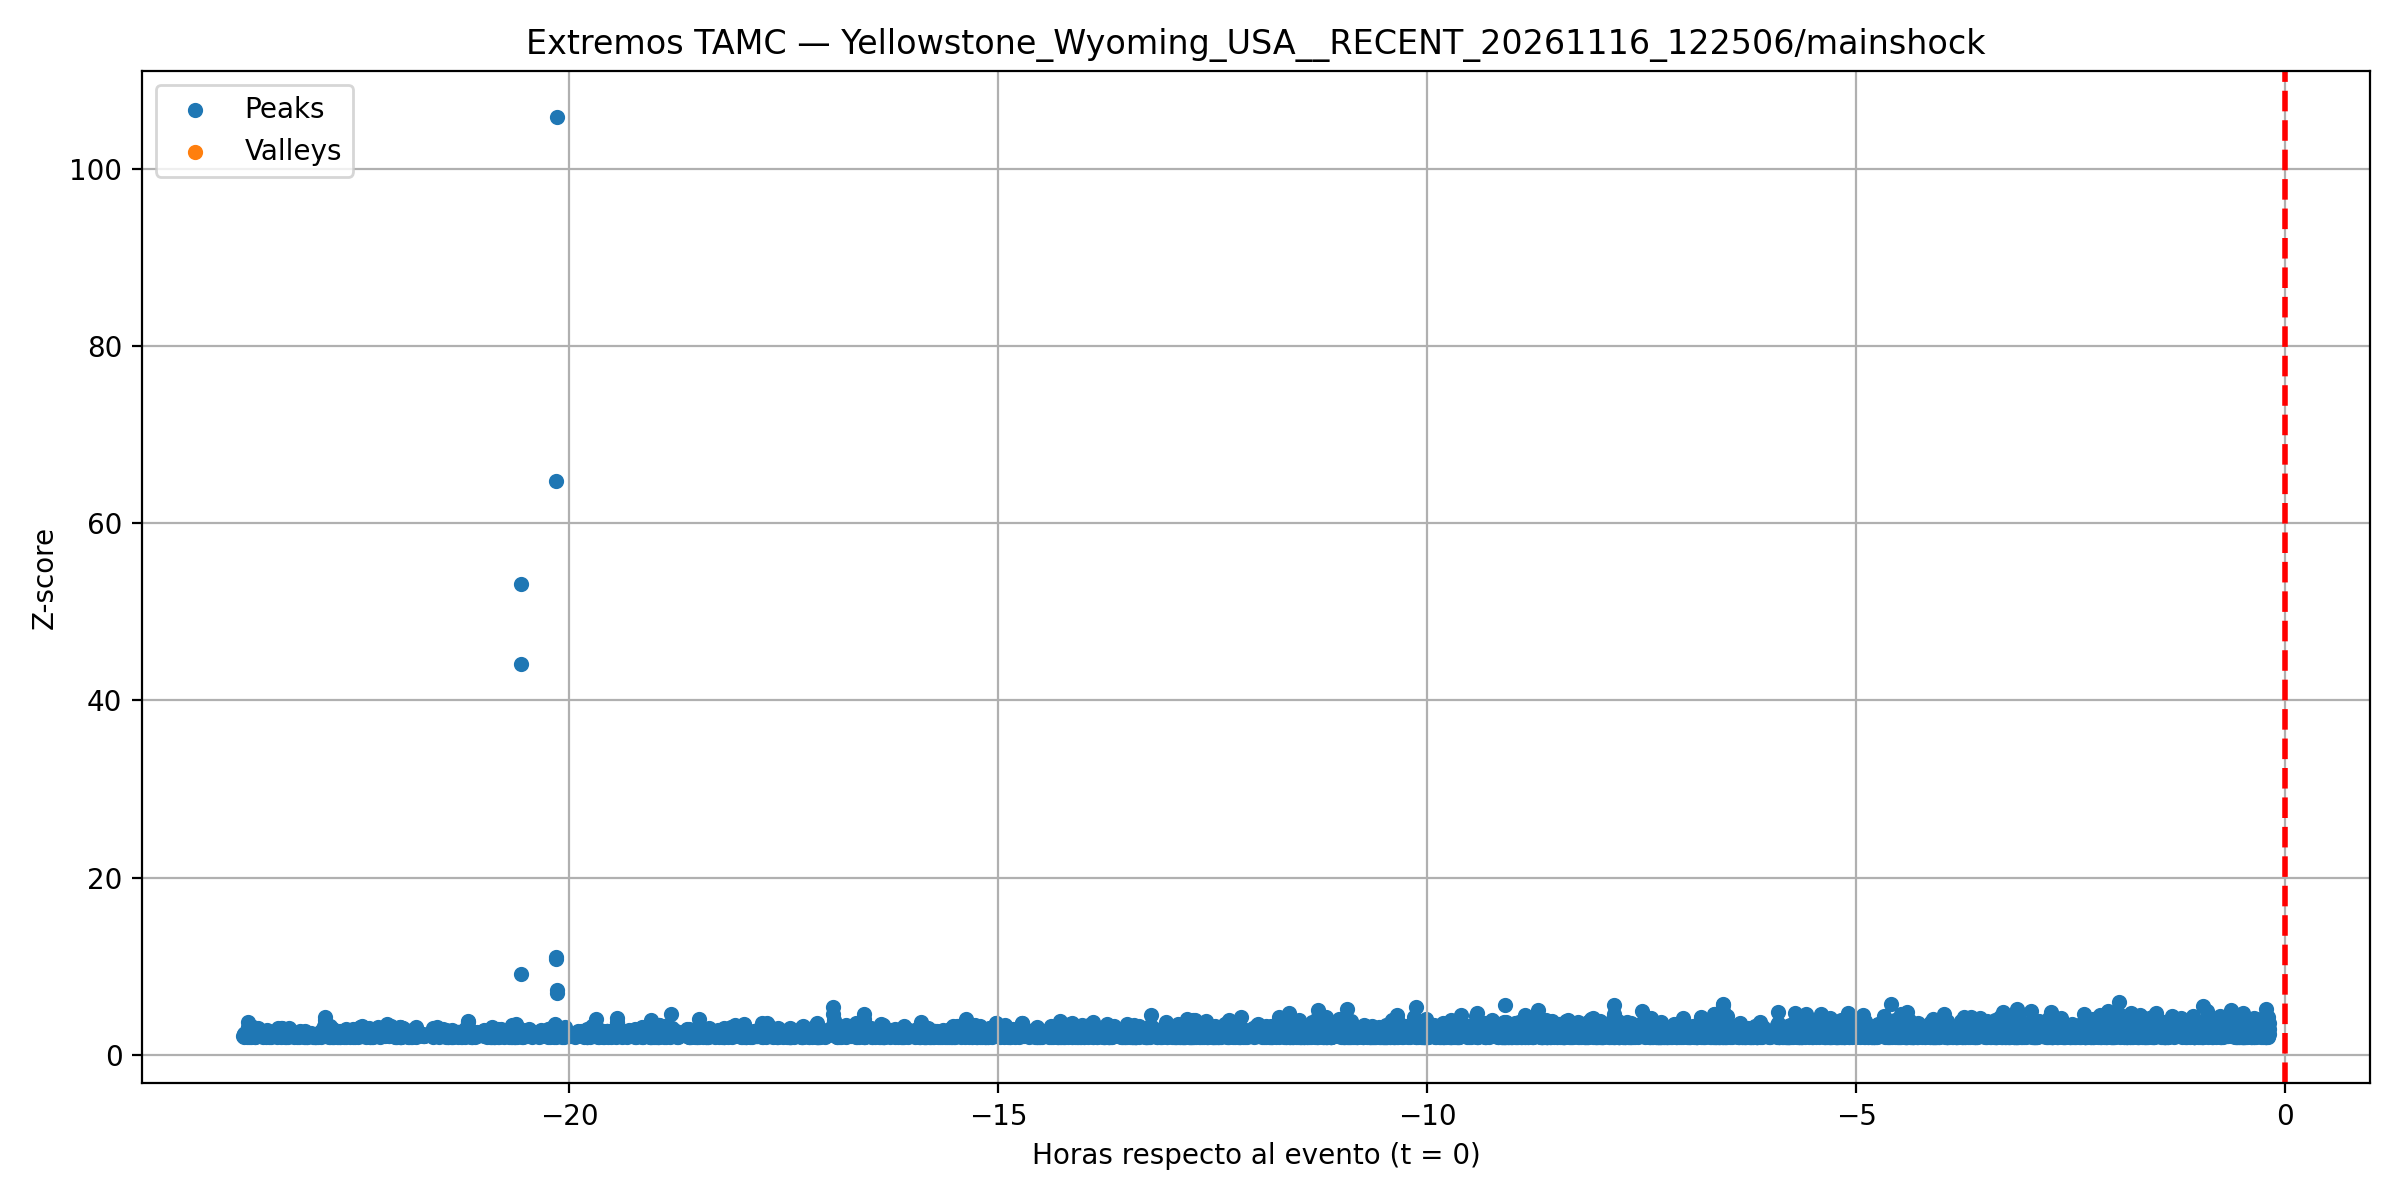 Extremos TAMC — Yellowstone_Wyoming_USA__RECENT_20261116_122506/mainshock
Peaks
Valleys
100
80
60
40
20
0
Z-score
−20
−15
−10
−5
0
Horas respecto al evento (t = 0)